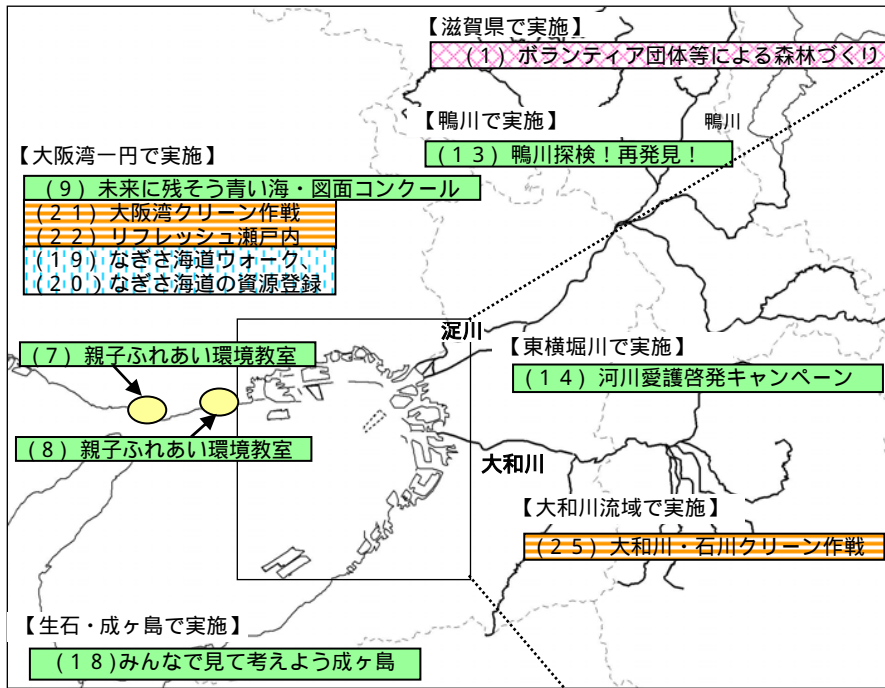 【滋賀県で実施】
(1) ボランティア団体等による森林づくり
【鴨川で実施】
鴨川
(13) 鴨川探検！再発見！
【大阪湾一円で実施】
(9) 未来に残そう青い海・図面コンクール
(21) 大阪湾クリーン作戦
(22) リフレッシュ瀬戸内
(19) なぎさ海道ウォーク、
(20) なぎさ海道の資源登録
淀川
(7) 親子ふれあい環境教室
【東横堀川で実施】
(14) 河川愛護啓発キャンペーン
(8) 親子ふれあい環境教室
大和川
【大和川流域で実施】
(25) 大和川・石川クリーン作戦
【生石・成ヶ島で実施】
(18)みんなで見て考えよう成ヶ島